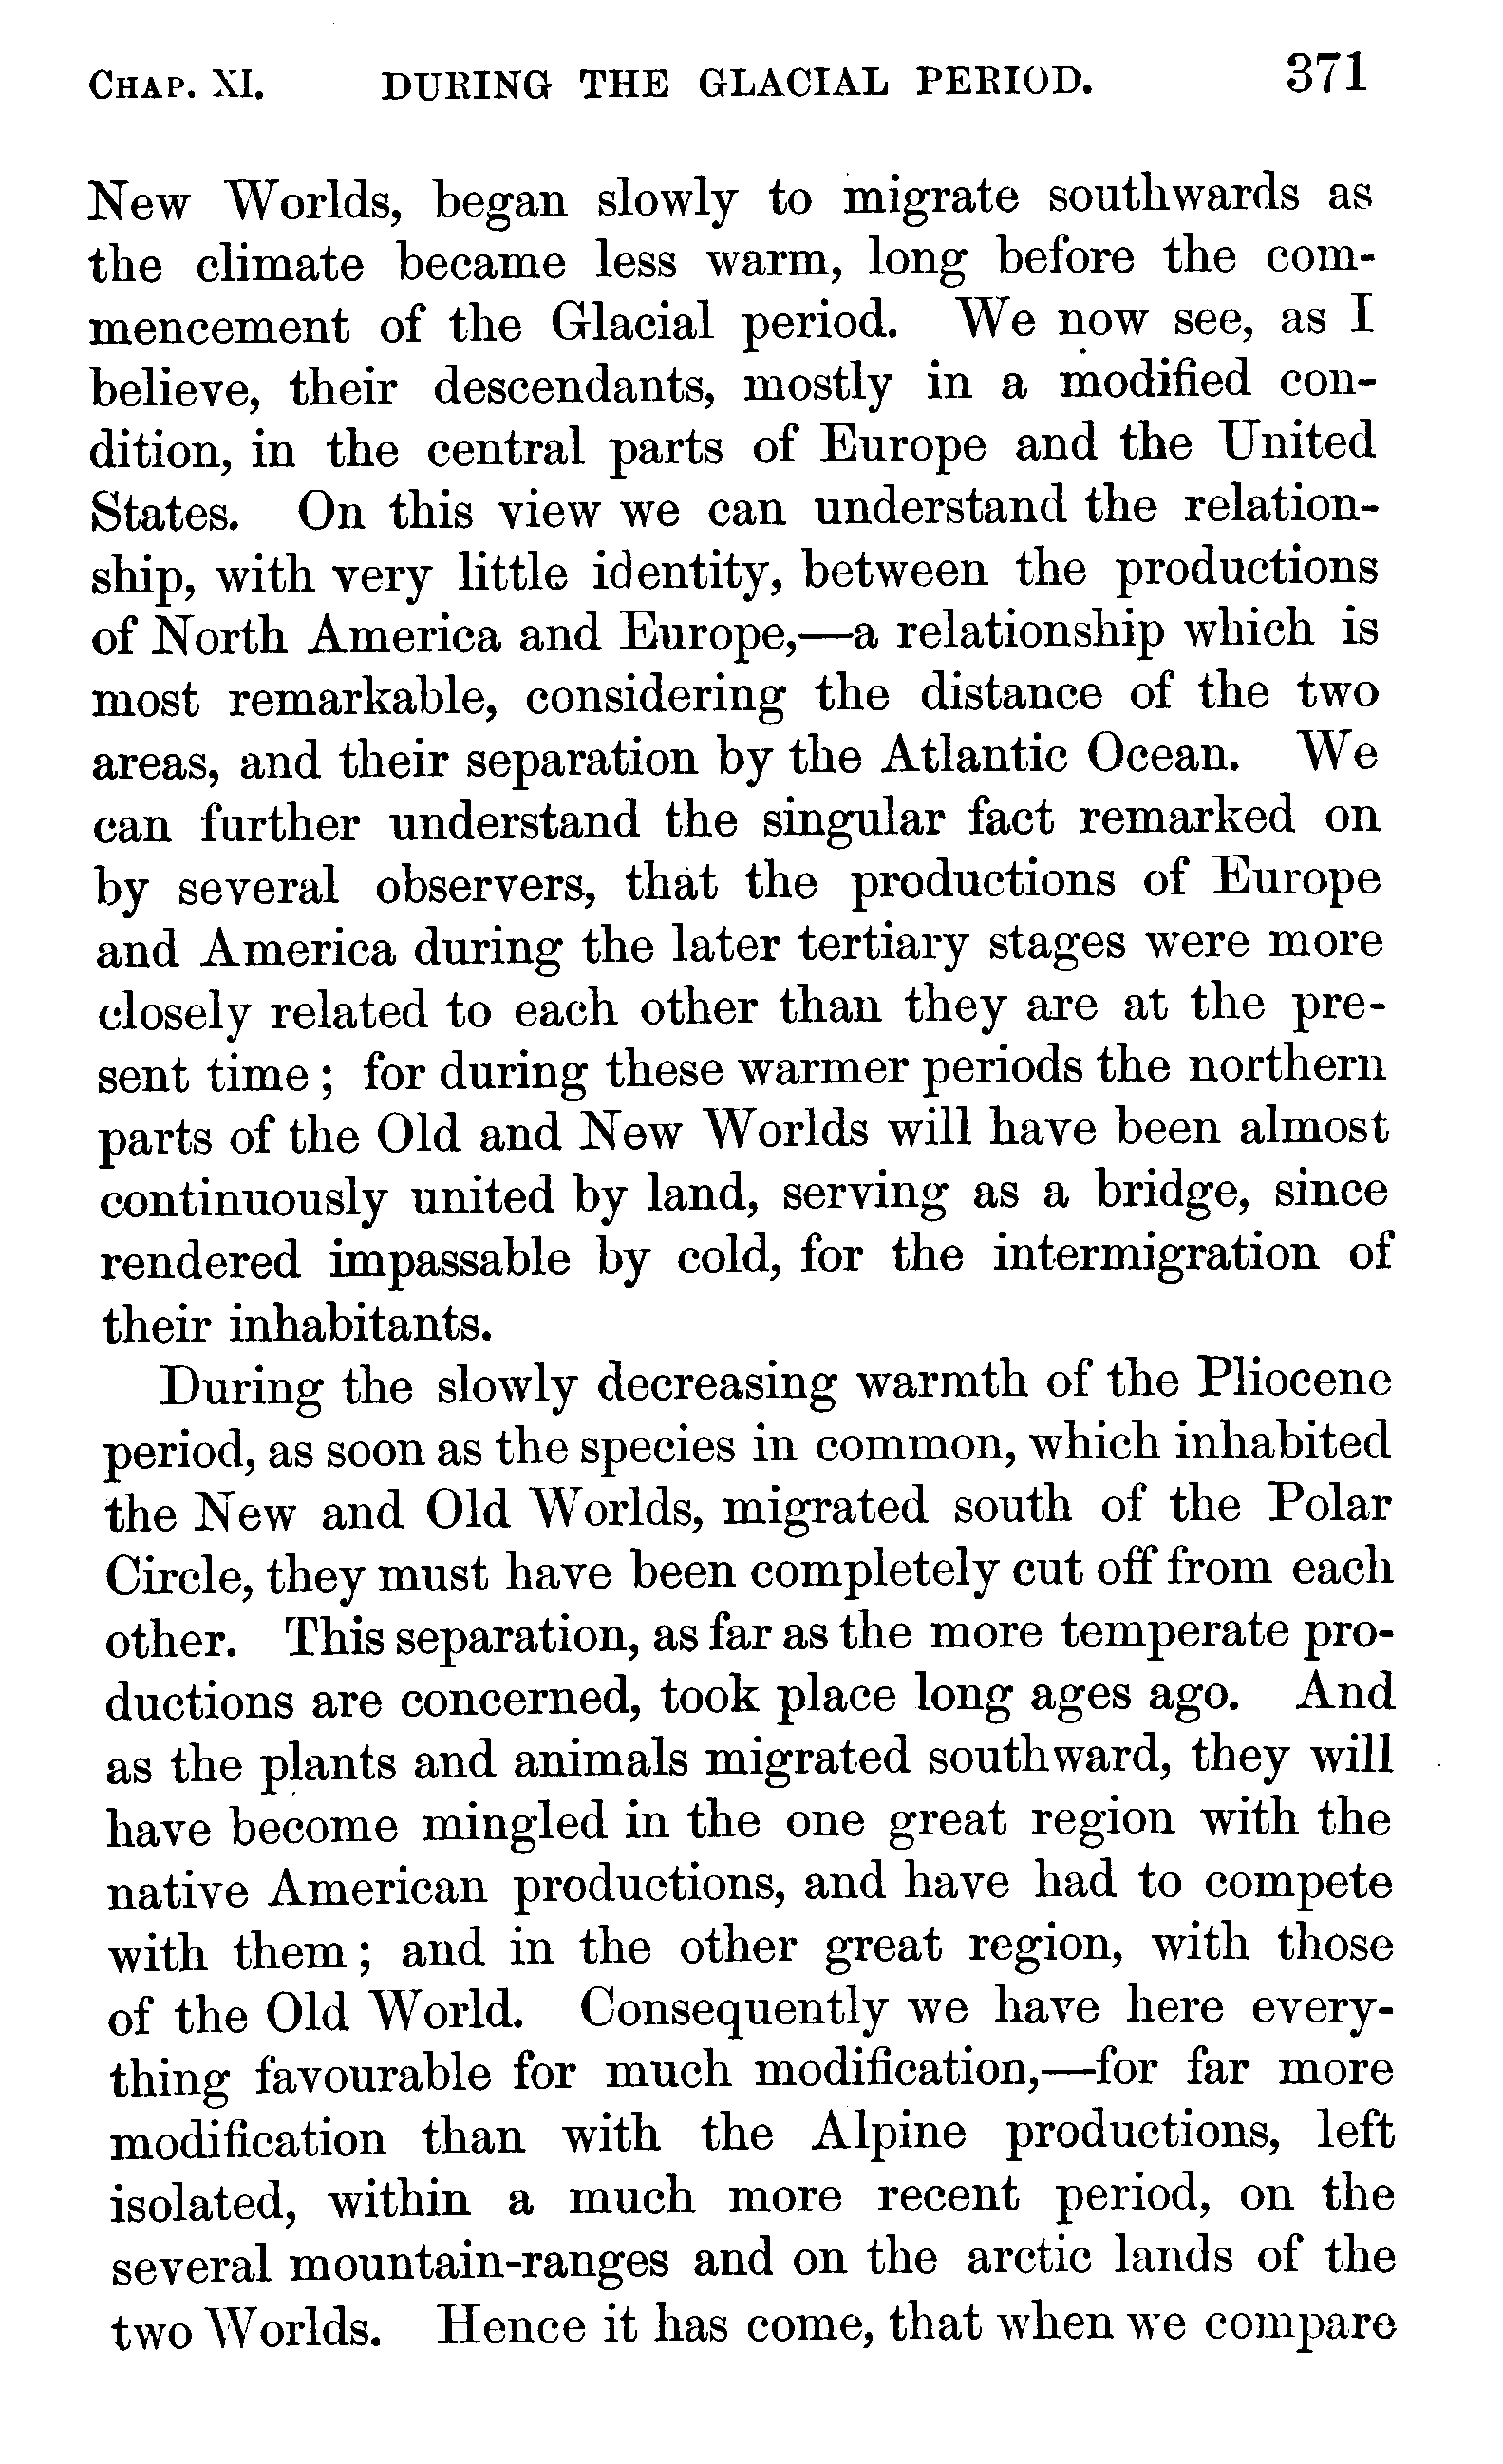 CHAP. XI. DURING THE GLACIAL PERIOD. 371
New Worlds, began slowly to migrate southwards as
the climate became less warm, long before the com-
mencement of the Glacial period. We now see, as I
believe, their descendants, mostly in a modified con-
dition, in the central parts of Europe and the United
States. On this view we can understand the relation-
ship, with very little identity, between the productions
of North America and Europe,—a relationship which is
most remarkable, considering the distance of the two
areas, and their separation by the Atlantic Ocean. We
can further understand the singular fact remarked on
by several observers, that the productions of Europe
and America during the later tertiary stages were more
closely related to each other than they are at the pre-
sent time; for during these warmer periods the northern
parts of the Old and New Worlds will have been almost
continuously united by land, serving as a bridge, since
rendered impassable by cold, for the intermigration of
their inhabitants.
During the slowly decreasing warmth of the Pliocene
period, as soon as the species in common, which inhabited
the New and Old Worlds, migrated south of the Polar
Circle, they must have been completely cut off from each
other. This separation, as far as the more temperate pro-
ductions are concerned, took place long ages ago. And
as the plants and animals migrated southward, they will
have become mingled in the one great region with the
native American productions, and have had to compete
with them; and in the other great region, with those
of the Old World. Consequently we have here every-
thing favourable for much modification,—for far more
modification than with the Alpine productions, left
isolated, within a much more recent period, on the
several mountain-ranges and on the arctic lands of the
two Worlds. Hence it has come, that when we compare